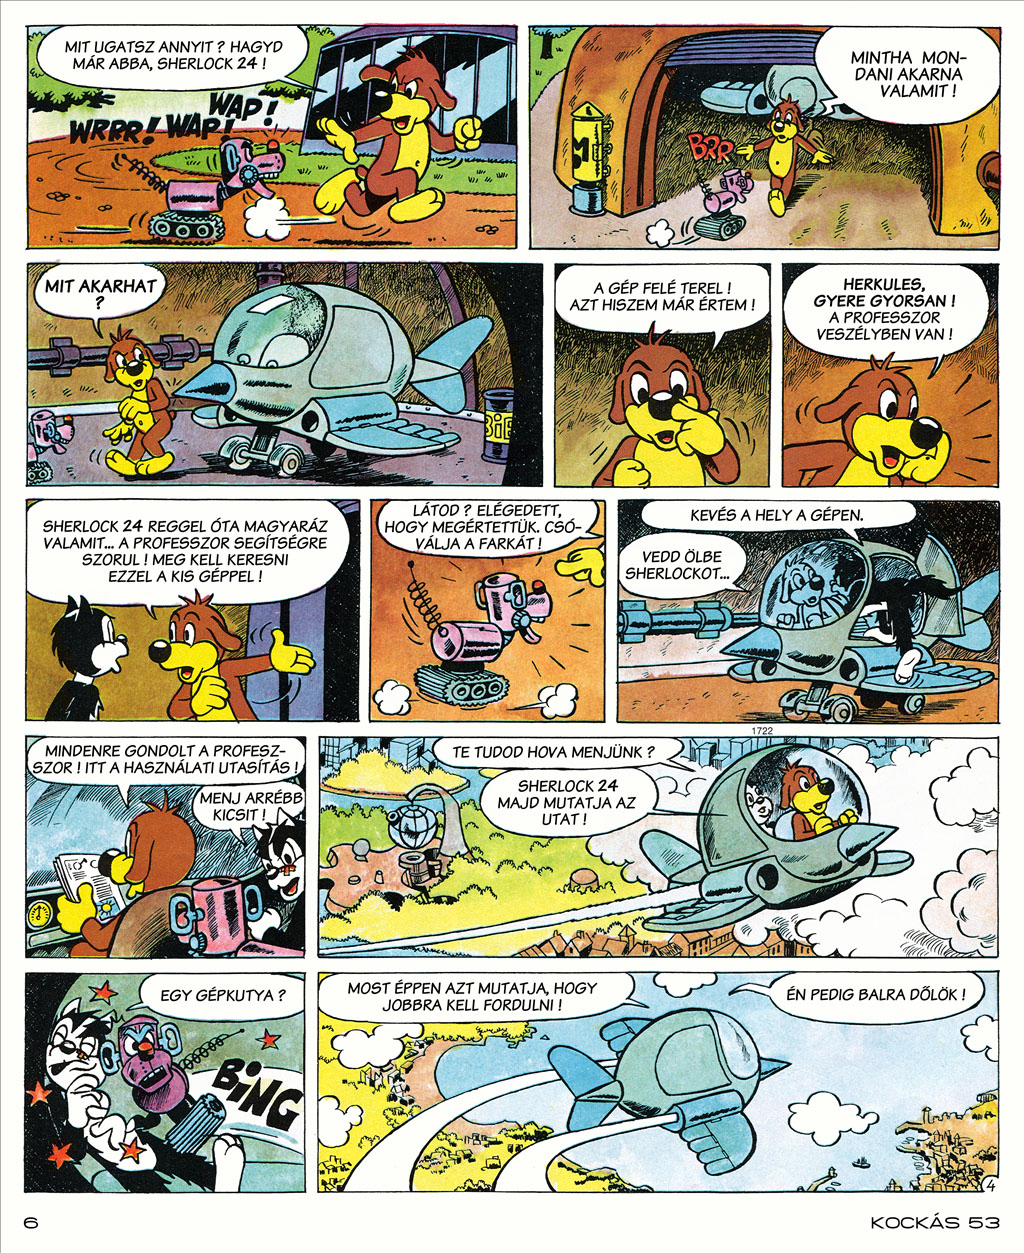 MIT UGATSZ ANNYIT ? HAGYD
MÁR ABBA, SHERLOCK 24 !
WRRR! WAP! WAP!
MINTHA MON-
DANI AKARNA
VALAMIT !
BRR
M
MIT AKARHAT
?
A GÉP FELÉ TEREL !
AZT HISZEM MÁR ÉRTEM !
HERKULES,
GYERE GYORSAN !
A PROFESSZOR
VESZÉLYBEN VAN !
SHERLOCK 24 REGGEL ÓTA MAGYARÁZ
VALAMIT... A PROFESSZOR SEGÍTSÉGRE
SZORUL ! MEG KELL KERESNI
EZZEL A KIS GÉPPEL !
LÁTOD ? ELÉGEDETT,
HOGY MEGÉRTETTÜK. CSÓ-
VÁLJA A FARKÁT !
KEVÉS A HELY A GÉPEN.
VEDD ÖLBE
SHERLOCKOT...
1722
MINDENRE GONDOLT A PROFESZ-
SZOR ! ITT A HASZNÁLATI UTASÍTÁS !
MENJ ARRÉBB
KICSIT !
TE TUDOD HOVA MENJÜNK ?
SHERLOCK 24
MAJD MUTATJA AZ
UTAT !
EGY GÉPKUTYA ?
BING
MOST ÉPPEN AZT MUTATJA, HOGY
JOBBRA KELL FORDULNI !
ÉN PEDIG BALRA DŐLÖK !
4
6
KOCKÁS 53